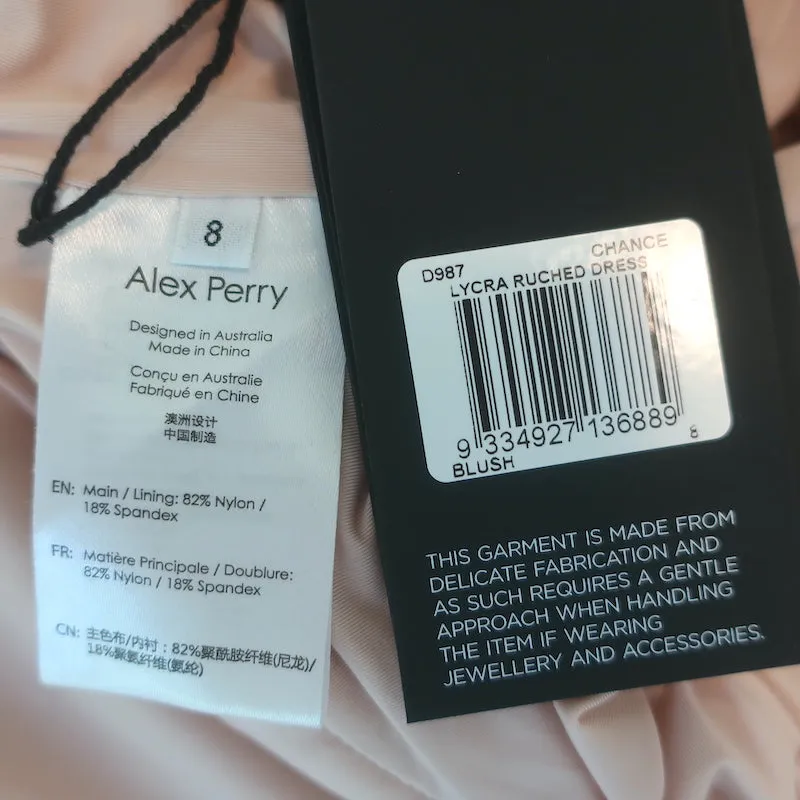 8
Alex Perry
Designed in Australia
Made in China
Conçu en Australie
Fabriqué en Chine
澳洲设计
中国制造
EN: Main / Lining: 82% Nylon /
18% Spandex
FR: Matière Principale / Doublure:
82% Nylon / 18% Spandex
CN: 主色布/内衬：82%聚酰胺纤维(尼龙)/
18%聚氨纤维(氨纶)
D987 CHANCE
LYCRA RUCHED DRESS
9 334927 136889
8
BLUSH
THIS GARMENT IS MADE FROM
DELICATE FABRICATION AND
AS SUCH REQUIRES A GENTLE
APPROACH WHEN HANDLING
THE ITEM IF WEARING
JEWELLERY AND ACCESSORIES.